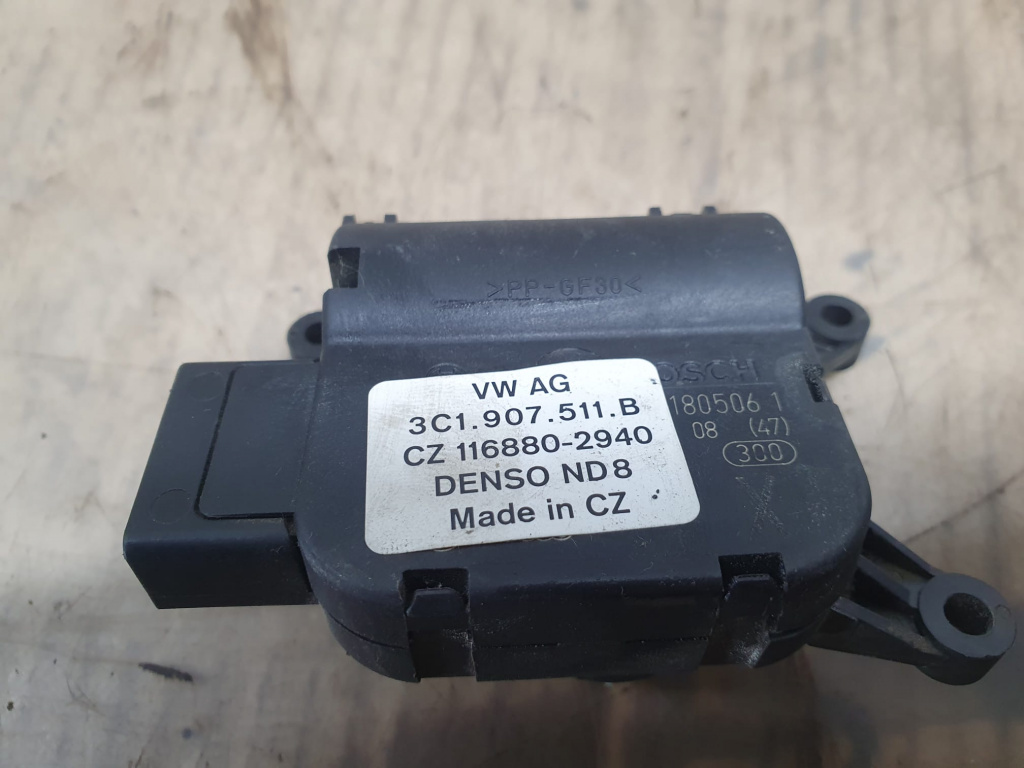 >PP-GF30<
VW AG
3C1.907.511.B
CZ 116880-2940
DENSO ND8
Made in CZ
OSCH
180506 1
08 (47)
300